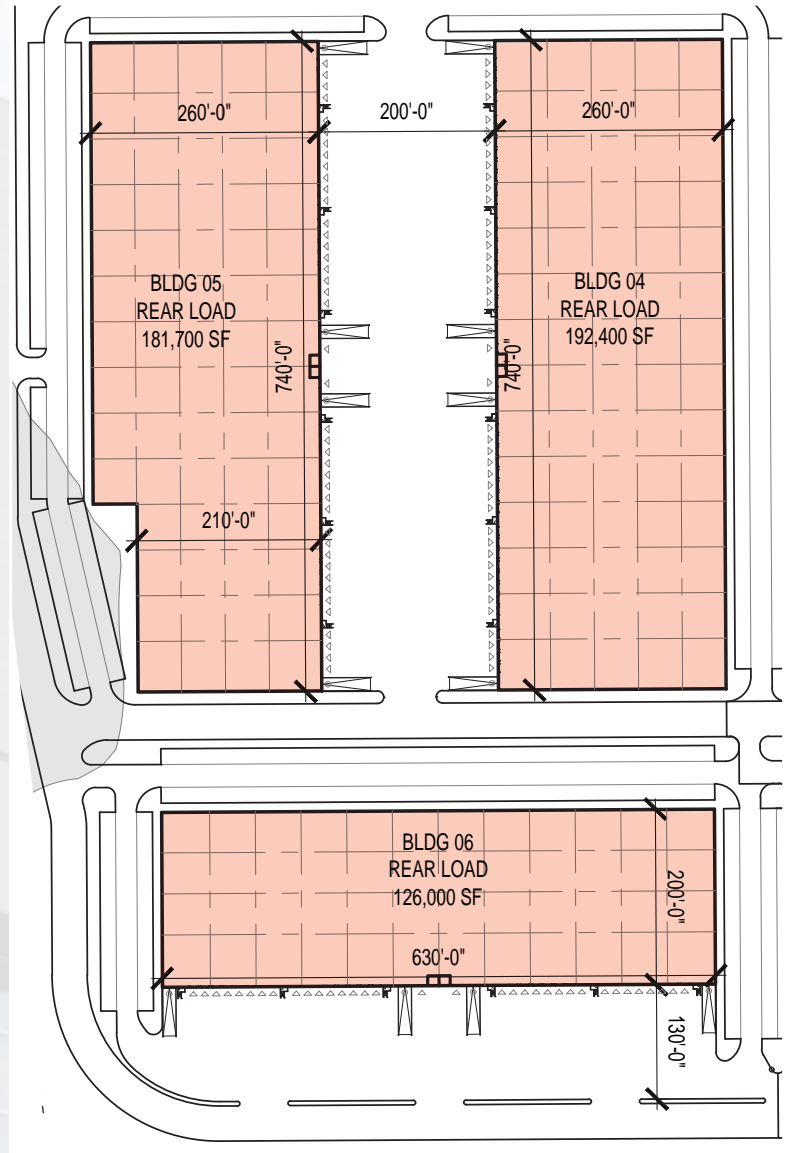 260'-0"
200'-0"
260'-0"
BLDG 05
REAR LOAD
181,700 SF
BLDG 04
REAR LOAD
192,400 SF
740'-0"
740'-0"
210'-0"
BLDG 06
REAR LOAD
126,000 SF
200'-0"
630'-0"
130'-0"